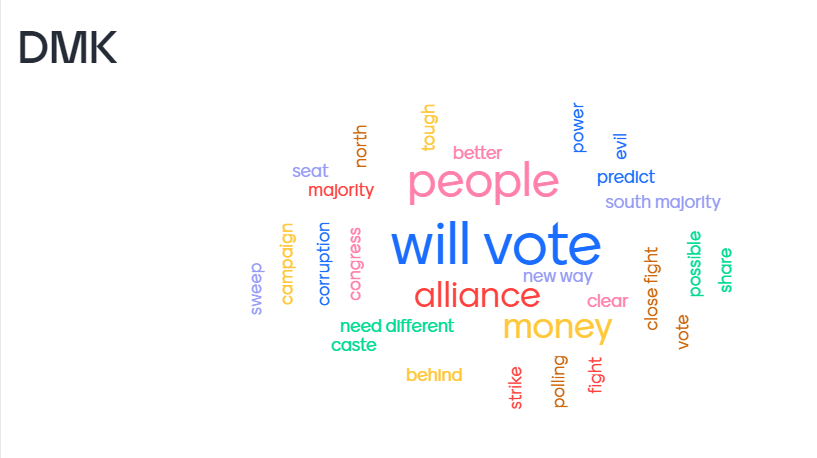 DMK
tough
power
north
evil
better
seat
people
predict
majority
south majority
campaign
corruption
congress
will vote
possible
share
sweep
close fight
new way
alliance
clear
need different
money
vote
caste
behind
strike
polling
fight